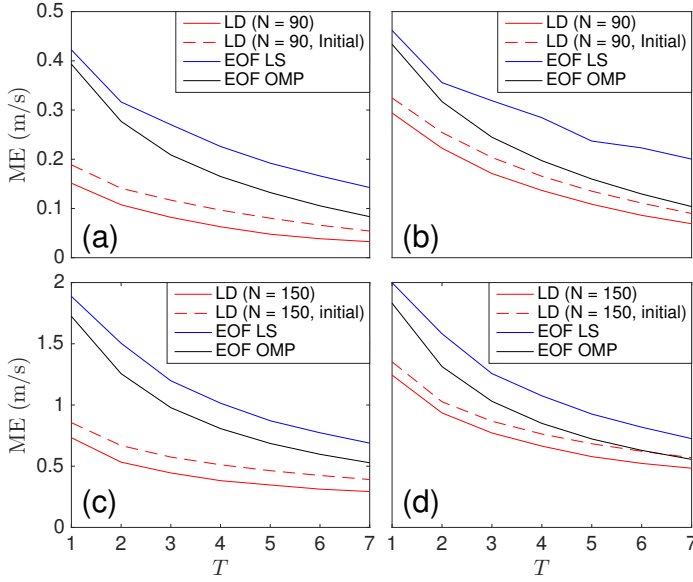 ME (m/s)
0.5
0.4
0.3
0.2
0.1
0
LD (N = 90)
LD (N = 90, Initial)
EOF LS
EOF OMP
(a)
LD (N = 90)
LD (N = 90, Initial)
EOF LS
EOF OMP
(b)
ME (m/s)
2
1.5
1
0.5
0
LD (N = 150)
LD (N = 150, initial)
EOF LS
EOF OMP
(c)
1 2 3 4 5 6 7
T
LD (N = 150)
LD (N = 150, initial)
EOF LS
EOF OMP
(d)
1 2 3 4 5 6 7
T